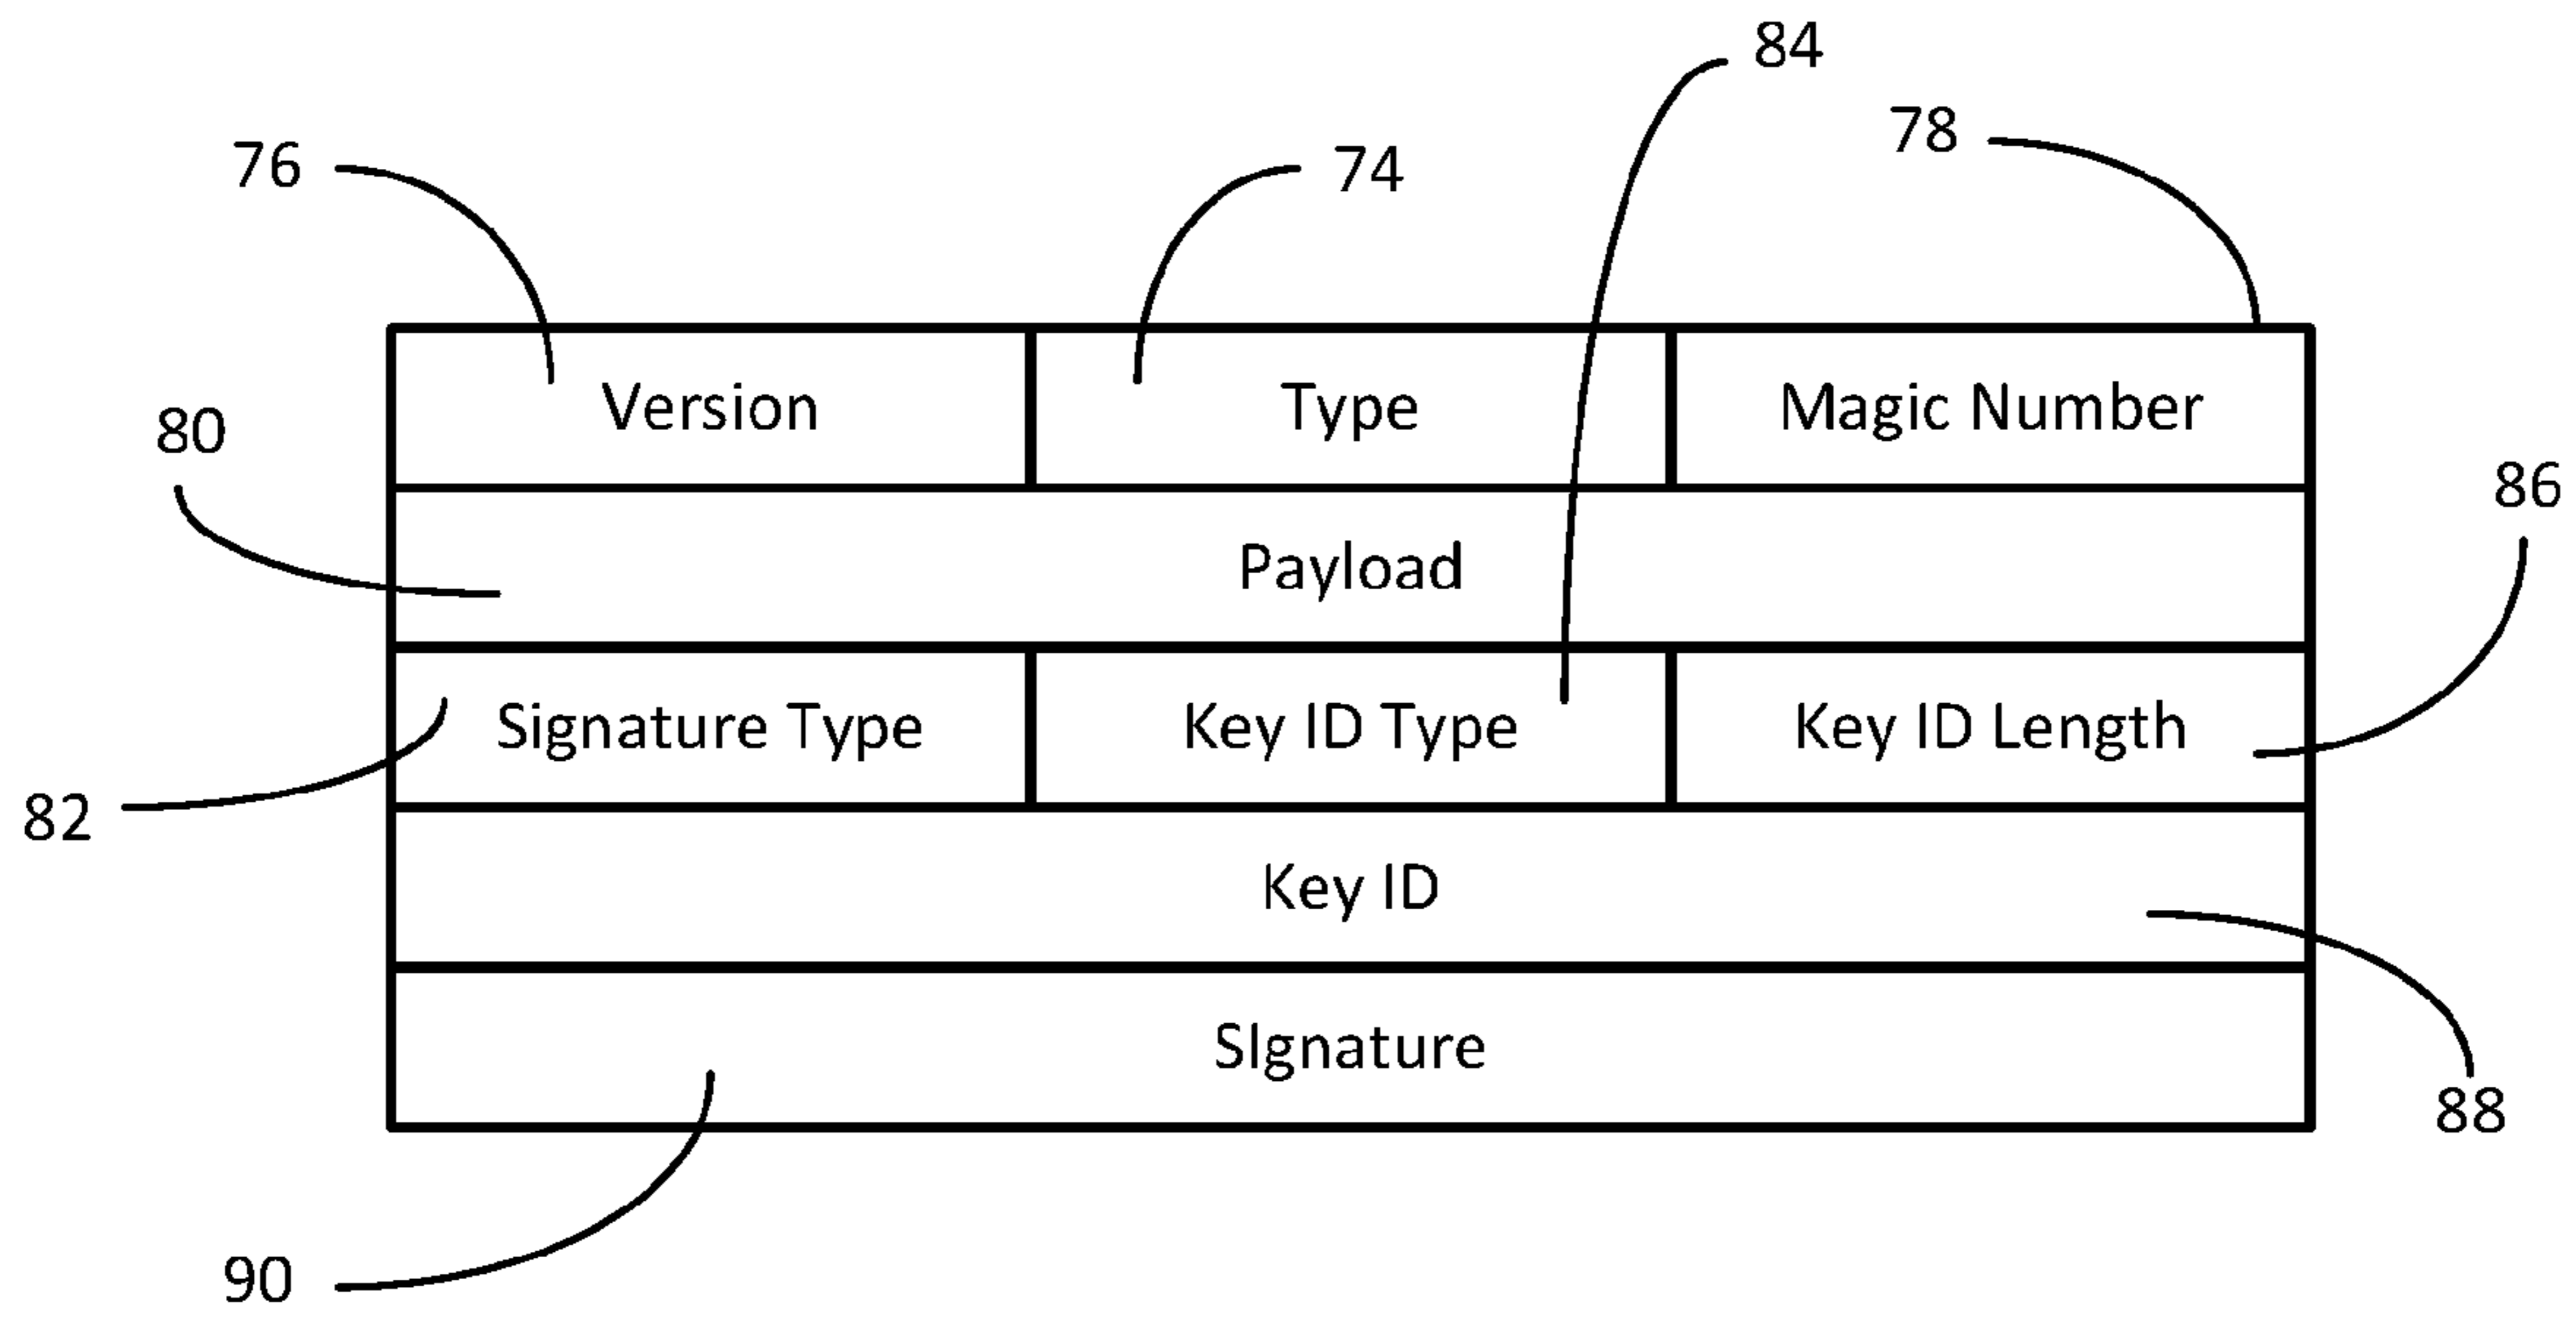 84
78
76
74
Version Type Magic Number
80
86
Payload
Signature Type Key ID Type Key ID Length
82
Key ID
SIgnature
88
90